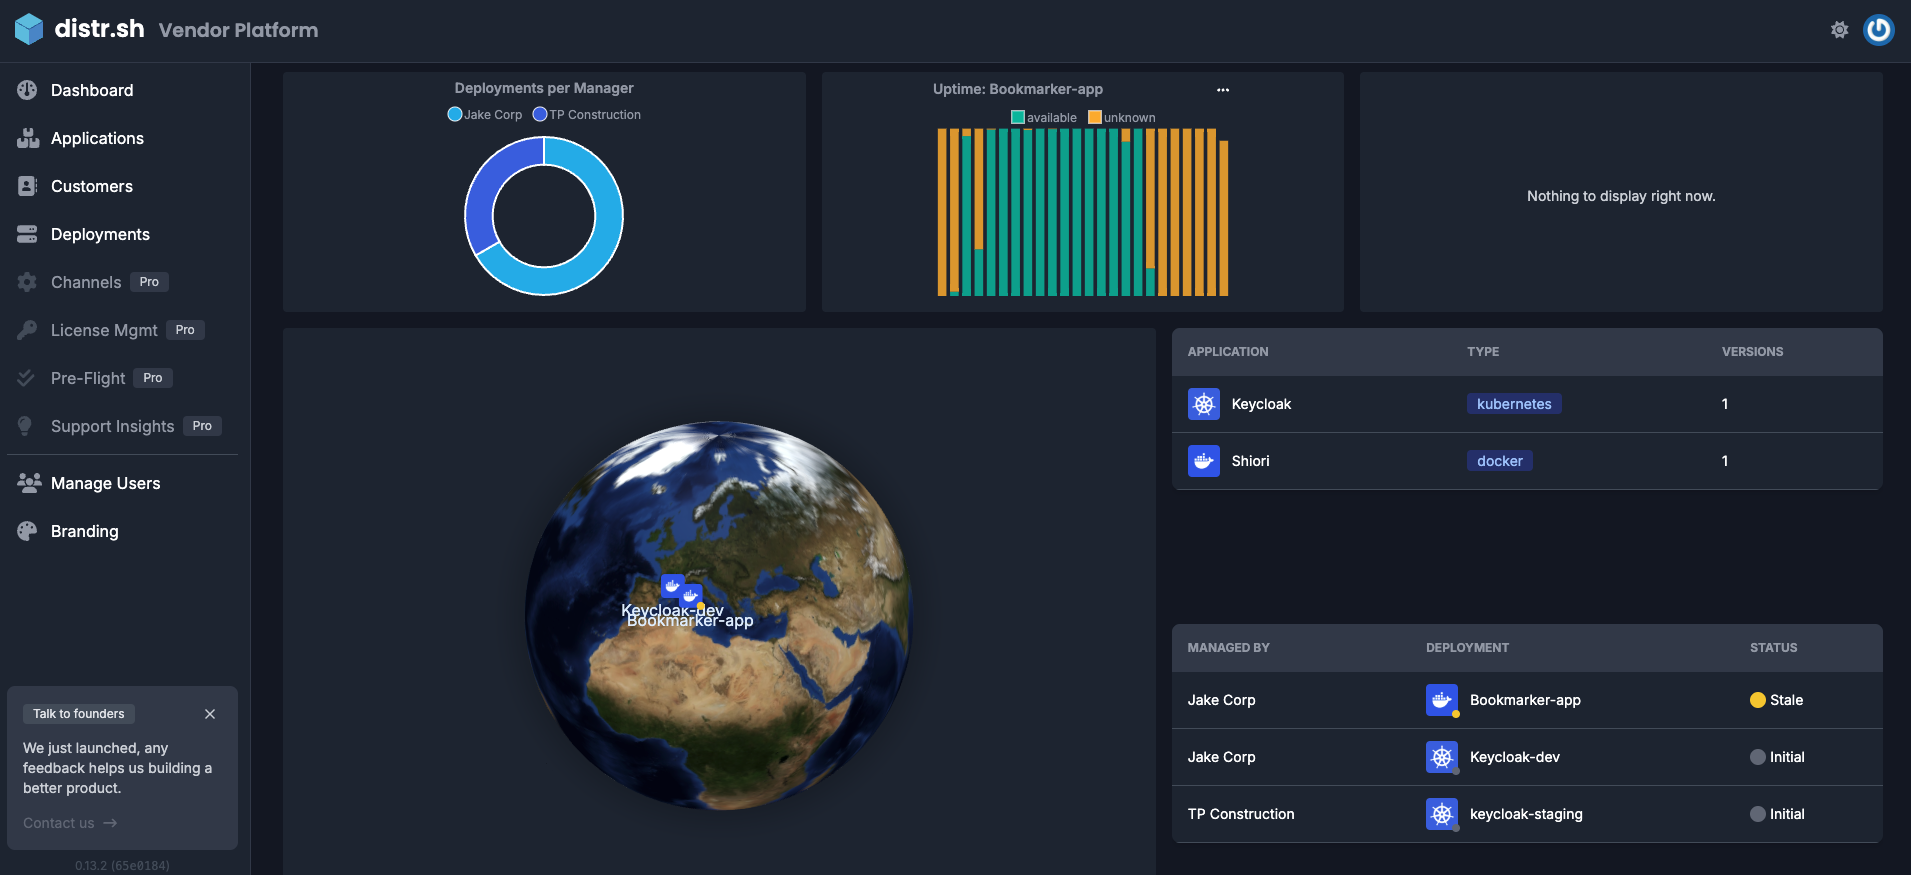 distr.sh Vendor Platform
Dashboard
Applications
Customers
Deployments
Channels Pro
License Mgmt Pro
Pre-Flight Pro
Support Insights Pro
Manage Users
Branding
Talk to founders
We just launched, any
feedback helps us building a
better product.
Contact us →
0.13.2 (65e0184)
Deployments per Manager
Jake Corp TP Construction
Uptime: Bookmarker-app
available unknown
Nothing to display right now.
Keycloak-dev
Bookmarker-app
APPLICATION TYPE VERSIONS
Keycloak kubernetes 1
Shiori docker 1
MANAGED BY DEPLOYMENT STATUS
Jake Corp Bookmarker-app Stale
Jake Corp Keycloak-dev Initial
TP Construction keycloak-staging Initial